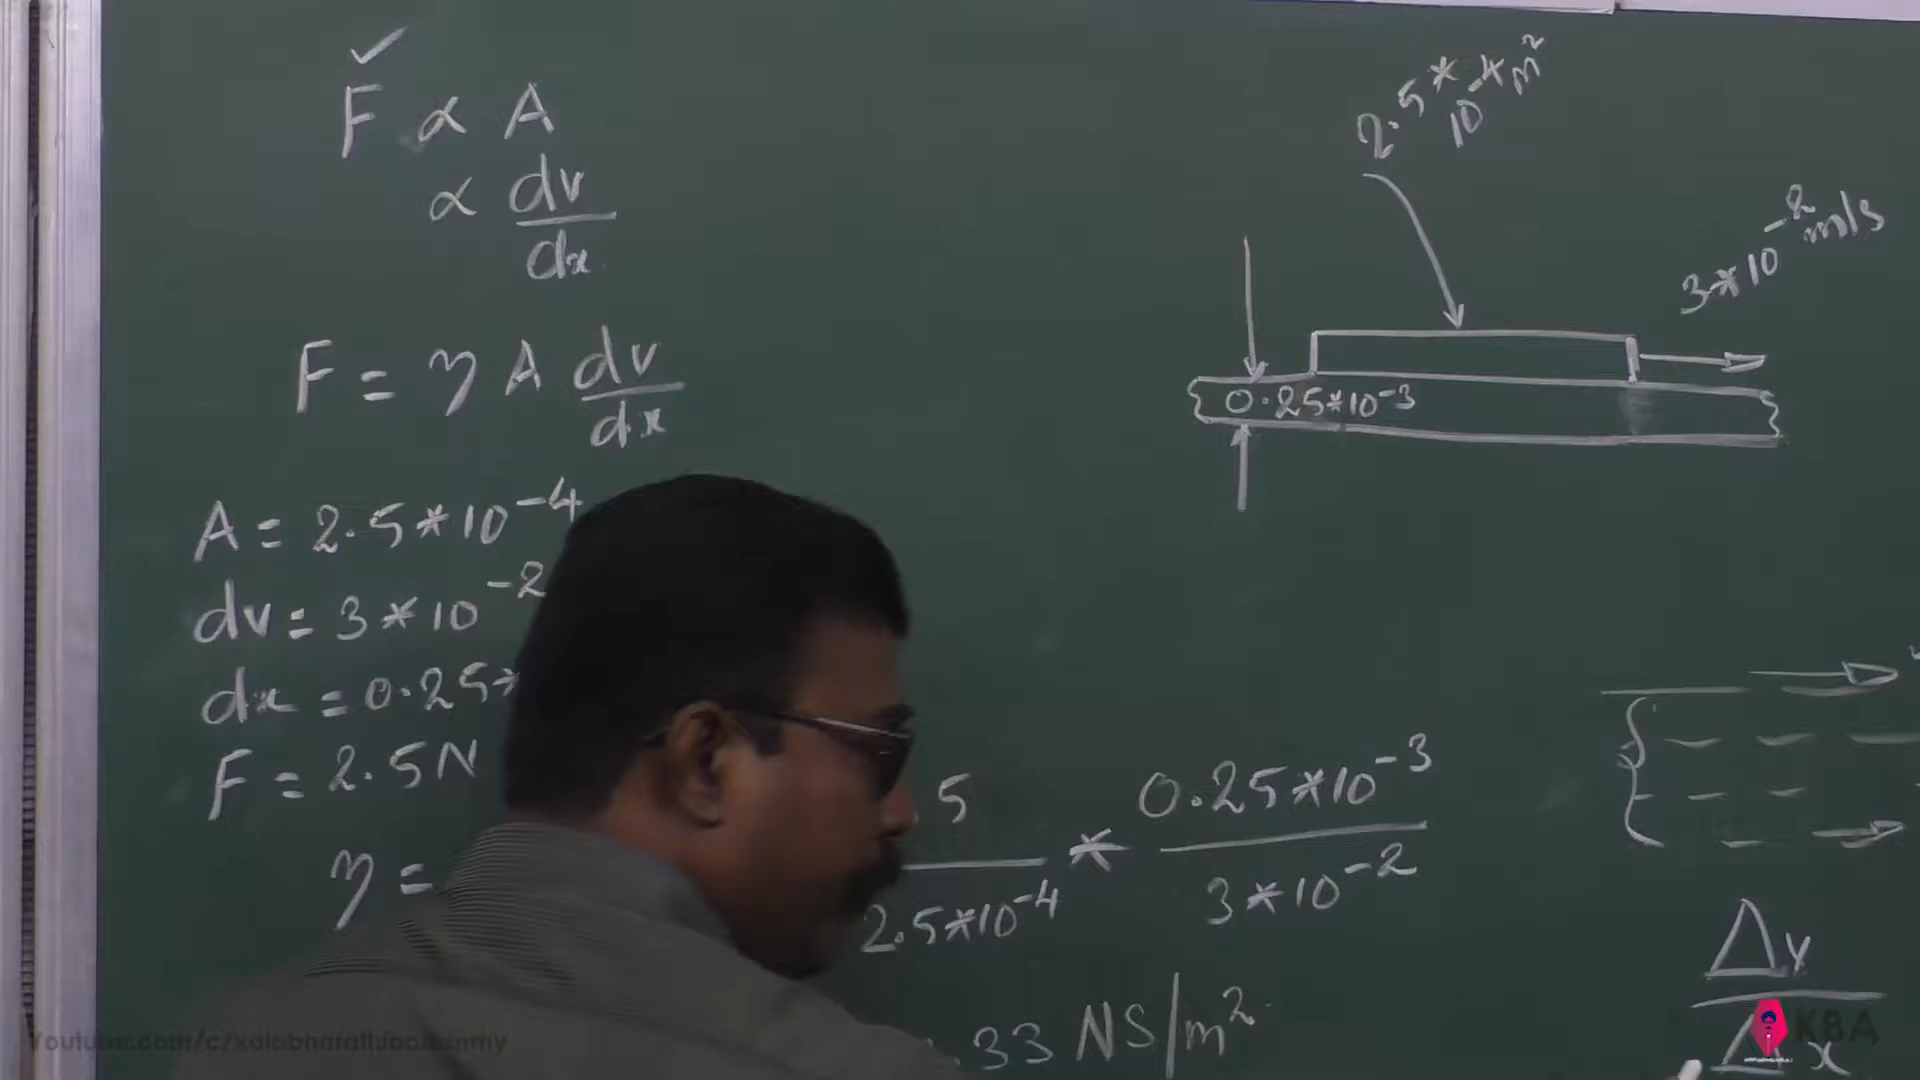 F ∝ A
∝ dv/dx
F = η A dv/dx
A = 2.5*10⁻⁴
dv = 3*10⁻²
dx = 0.25*
F = 2.5N
η =
5/2.5*10⁻⁴ * 0.25*10⁻³/3*10⁻²
.33 NS/m²
2.5*10⁻⁴ m²
3*10⁻² m/s
0.25*10⁻³
Δv/Δx
KBA
Youtube.com/c/kalabharathiacademy